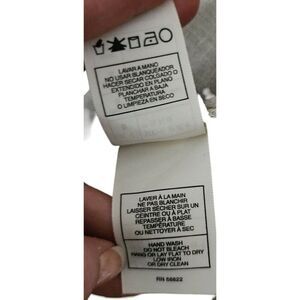 LAVAR A MANO
NO USAR BLANQUEADOR
HACER SECAR COLGADO O
EXTENDIDO EN PLANO
PLANCHAR A BAJA
TEMPERATURA
O LIMPIEZA EN SECO
LAVER À LA MAIN
NE PAS BLANCHIR
LAISSER SÉCHER SUR UN
CEINTRE OU À PLAT
REPASSER À BASSE
TEMPÉRATURE
OU NETTOYER À SEC
HAND WASH
DO NOT BLEACH
HANG OR LAY FLAT TO DRY
LOW IRON
OR DRY CLEAN